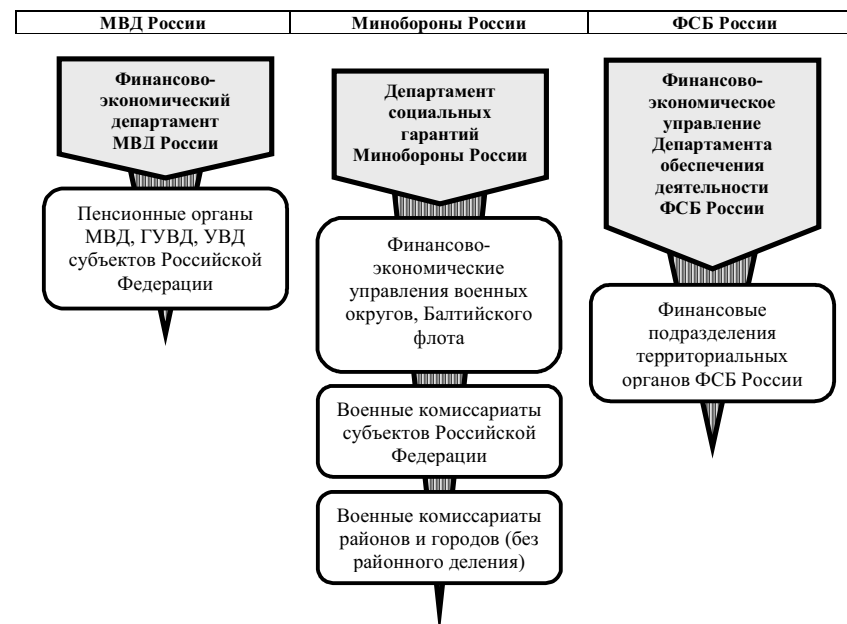 МВД России
Минобороны России
ФСБ России
Финансово-
экономический
департамент
МВД России
Пенсионные органы
МВД, ГУВД, УВД
субъектов Российской
Федерации
Департамент
социальных
гарантий
Минобороны России
Финансово-
экономические
управления военных
округов, Балтийского
флота
Военные комиссариаты
субъектов Российской
Федерации
Военные комиссариаты
районов и городов (без
районного деления)
Финансово-
экономическое
управление
Департамента
обеспечения
деятельности
ФСБ России
Финансовые
подразделения
территориальных
органов ФСБ России